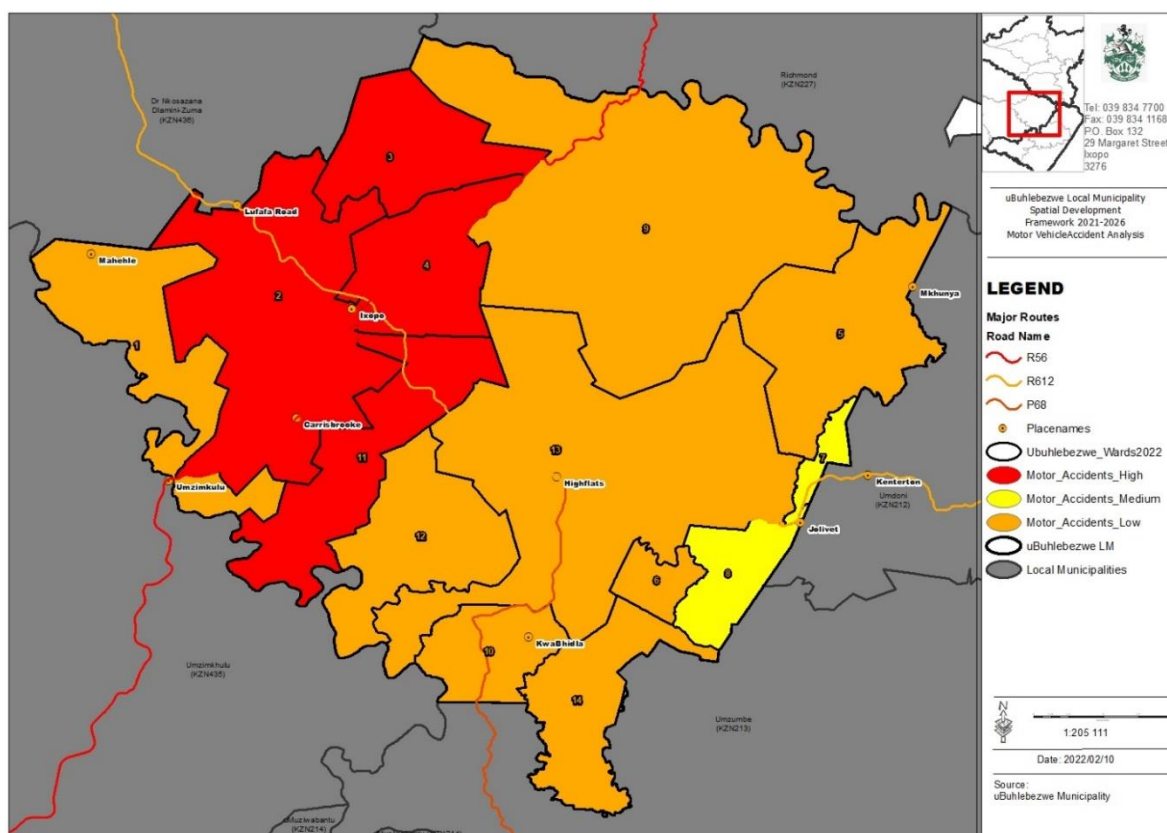 Richmond
(KZN227)
Dr Nkosazana
Dlamini-Zuma
(KZN436)
3
Lufafa Road
9
Mahehle
4
2
Mkhunya
Ixopo
1
5
Carrisbrooke
11
13
7
Highflats
Umzimkulu
Kenterton
Umdoni
(KZN212)
Jolivet
12
6
8
KwaBhidla
10
Umzimkhulu
(KZN435)
14
Umzumbe
(KZN213)
uMuziwabantu
(KZN214)
Tel: 039 834 7700
Fax: 039 834 1168
P.O. Box 132
29 Margaret Street
Ixopo
3276
uBuhlebezwe Local Municipality
Spatial Development
Framework 2021-2026
Motor VehicleAccident Analysis
LEGEND
Major Routes
Road Name
R56
R612
P68
Placenames
Ubuhlebezwe_Wards2022
Motor_Accidents_High
Motor_Accidents_Medium
Motor_Accidents_Low
uBuhlebezwe LM
Local Municipalities
N
1:205 111
Date: 2022/02/10
Source:
uBuhlebezwe Municipality